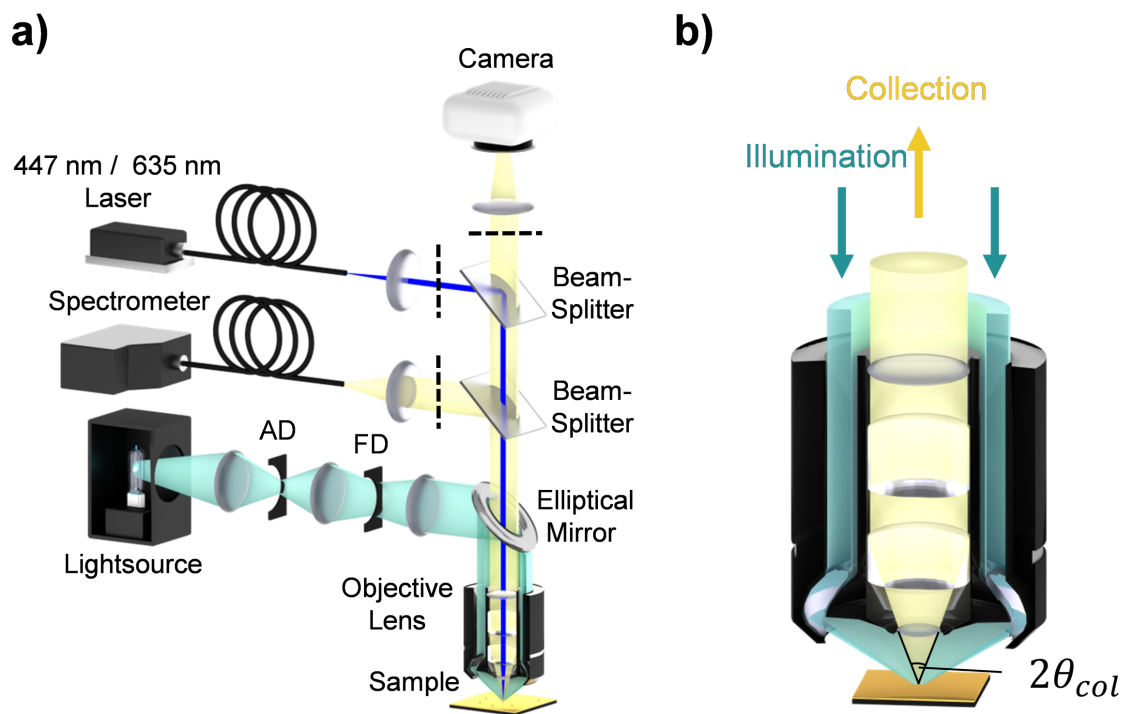 a)
Camera
447 nm / 635 nm
Laser
Spectrometer
Beam-
Splitter
Beam-
Splitter
AD
FD
Elliptical
Mirror
Lightsource
Objective
Lens
Sample
b)
Collection
Illumination
2θcol